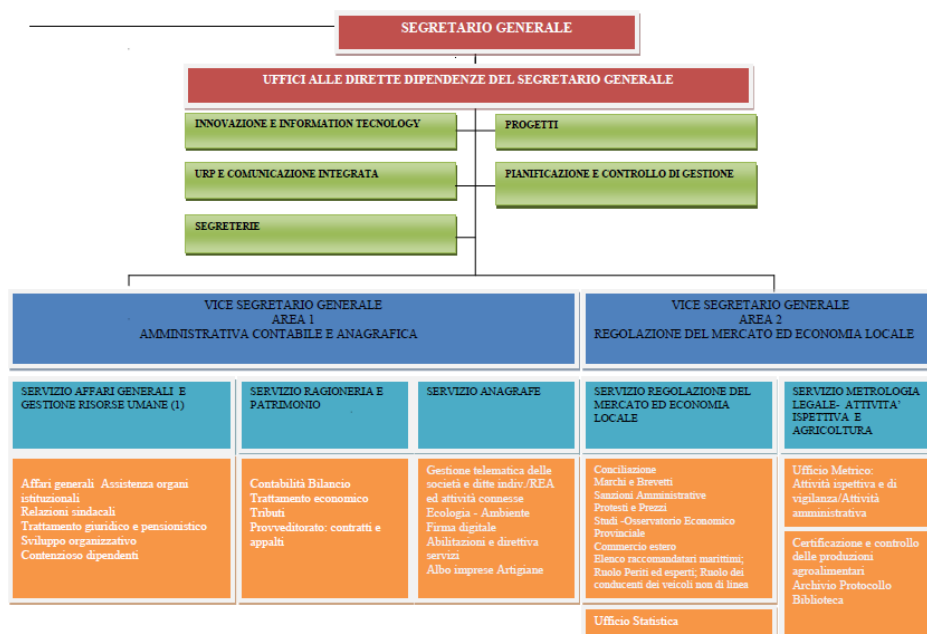 SEGRETARIO GENERALE
UFFICI ALLE DIRETTE DIPENDENZE DEL SEGRETARIO GENERALE
INNOVAZIONE E INFORMATION TECNOLOGY
PROGETTI
URP E COMUNICAZIONE INTEGRATA
PIANIFICAZIONE E CONTROLLO DI GESTIONE
SEGRETERIE
VICE SEGRETARIO GENERALE
AREA 1
AMMINISTRATIVA CONTABILE E ANAGRAFICA
VICE SEGRETARIO GENERALE
AREA 2
REGOLAZIONE DEL MERCATO ED ECONOMIA LOCALE
SERVIZIO AFFARI GENERALI E
GESTIONE RISORSE UMANE (1)
SERVIZIO RAGIONERIA E
PATRIMONIO
SERVIZIO ANAGRAFE
SERVIZIO REGOLAZIONE DEL
MERCATO ED ECONOMIA
LOCALE
SERVIZIO METROLOGIA
LEGALE- ATTIVITA'
ISPETTIVA E
AGRICOLTURA
Affari generali Assistenza organi
istituzionali
Relazioni sindacali
Trattamento giuridico e pensionistico
Sviluppo organizzativo
Contenzioso dipendenti
Contabilità Bilancio
Trattamento economico
Tributi
Provveditorato: contratti e
appalti
Gestione telematica delle
società e ditte indiv./REA
ed attività connesse
Ecologia - Ambiente
Firma digitale
Abilitazioni e direttiva
servizi
Albo imprese Artigiane
Conciliazione
Marchi e Brevetti
Sanzioni Amministrative
Protesti e Prezzi
Studi -Osservatorio Economico
Provinciale
Commercio estero
Elenco raccomandatari marittimi;
Ruolo Periti ed esperti; Ruolo dei
conducenti dei veicoli non di linea
Ufficio Statistica
Ufficio Metrico:
Attività ispettiva e di
vigilanza/Attività
amministrativa
Certificazione e controllo
delle produzioni
agroalimentari
Archivio Protocollo
Biblioteca